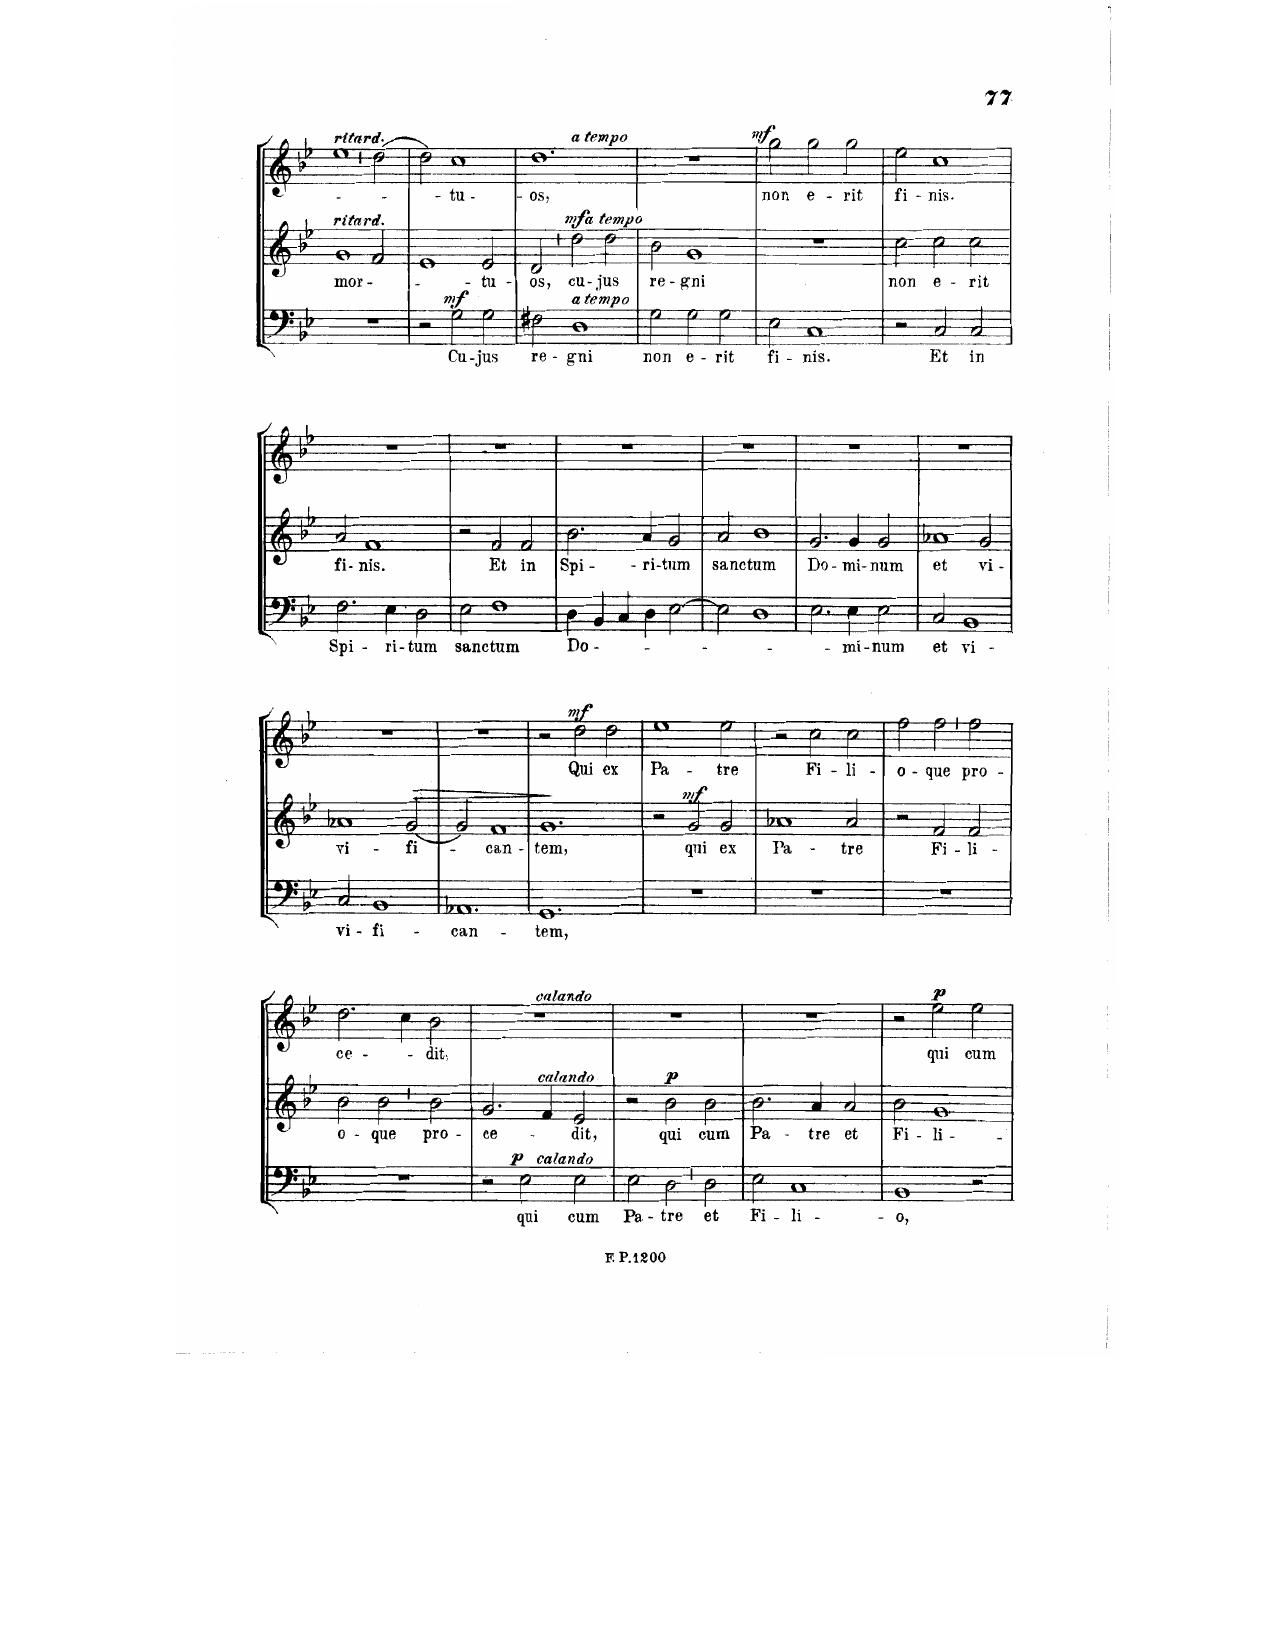 77
ritard. a tempo mf
- - - tu - - os, non e - rit fi - nis.
ritard. mf a tempo
mor - - - tu - os, cu - jus re - gni non e - rit
mf a tempo
Cu - jus re - gni non e - rit fi - nis. Et in
fi - nis. Et in Spi - - ri - tum sanctum Do - mi - num et vi -
Spi - ri - tum sanctum Do - - - - - mi - num et vi -
mf
Qui ex Pa - tre Fi - li - o - que pro -
mf
vi - fi - - can - tem, qui ex Pa - tre Fi - li -
vi - fi - can - tem,
calando p
ce - - dit, qui cum
calando p
o - que pro - ce - dit, qui cum Pa - tre et Fi - li - -
p calando
qui cum Pa - tre et Fi - li - - o,
F. P. 1200